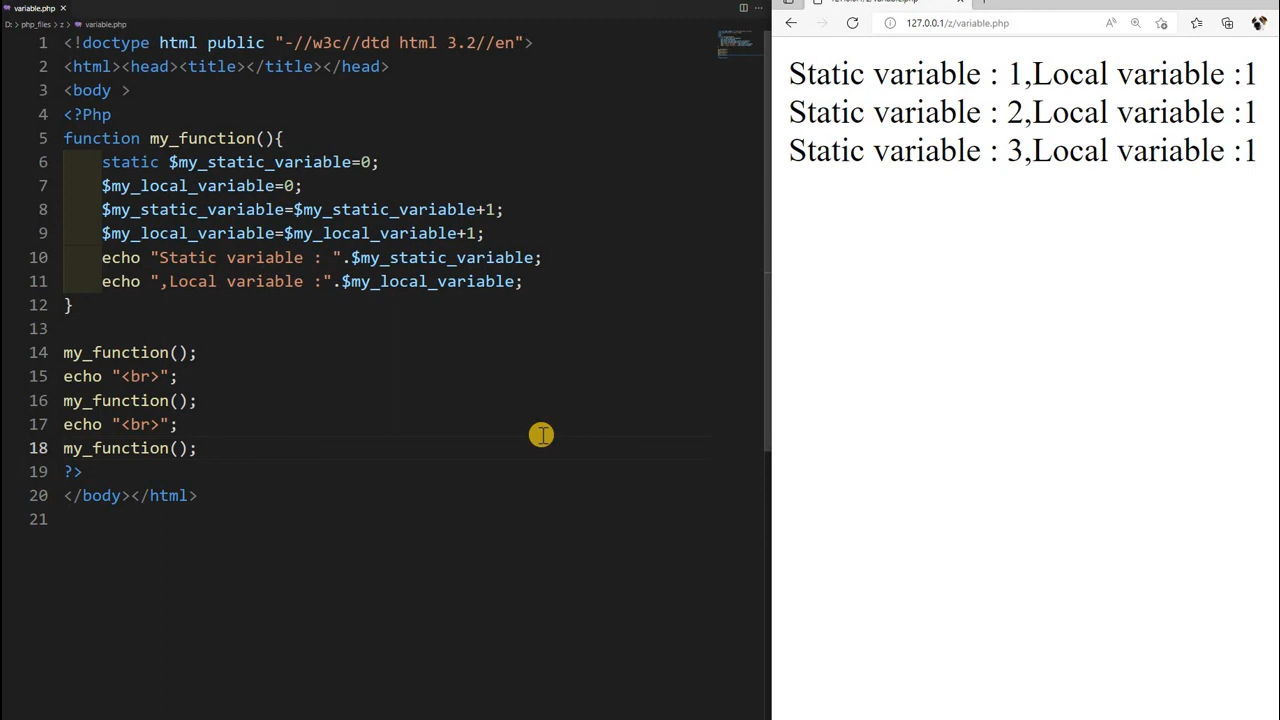 variable.php
D: > php_files > z > variable.php
1 <!doctype html public "-//w3c//dtd html 3.2//en">
2 <html><head><title></title></head>
3 <body >
4 <?Php
5 function my_function(){
6 static $my_static_variable=0;
7 $my_local_variable=0;
8 $my_static_variable=$my_static_variable+1;
9 $my_local_variable=$my_local_variable+1;
10 echo "Static variable : ".$my_static_variable;
11 echo ",Local variable :".$my_local_variable;
12 }
13
14 my_function();
15 echo "<br>";
16 my_function();
17 echo "<br>";
18 my_function();
19 ?>
20 </body></html>
21
127.0.0.1/z/variable.php
Static variable : 1,Local variable :1
Static variable : 2,Local variable :1
Static variable : 3,Local variable :1